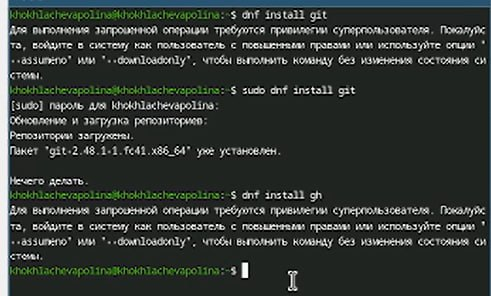 khokhlachevapolina@khokhlachevapolina:~$ dnf install git
Для выполнения запрошенной операции требуются привилегии суперпользователя. Пожалуйс
та, войдите в систему как пользователь с повышенными правами или используйте опции "
--assumeno" или "--downloadonly", чтобы выполнить команду без изменения состояния си
стемы.
khokhlachevapolina@khokhlachevapolina:~$ sudo dnf install git
[sudo] пароль для khokhlachevapolina:
Обновление и загрузка репозиториев:
Репозитории загружены.
Пакет "git-2.48.1-1.fc41.x86_64" уже установлен.
Нечего делать.
khokhlachevapolina@khokhlachevapolina:~$ dnf install gh
Для выполнения запрошенной операции требуются привилегии суперпользователя. Пожалуйс
та, войдите в систему как пользователь с повышенными правами или используйте опции "
--assumeno" или "--downloadonly", чтобы выполнить команду без изменения состояния си
стемы.
khokhlachevapolina@khokhlachevapolina:~$